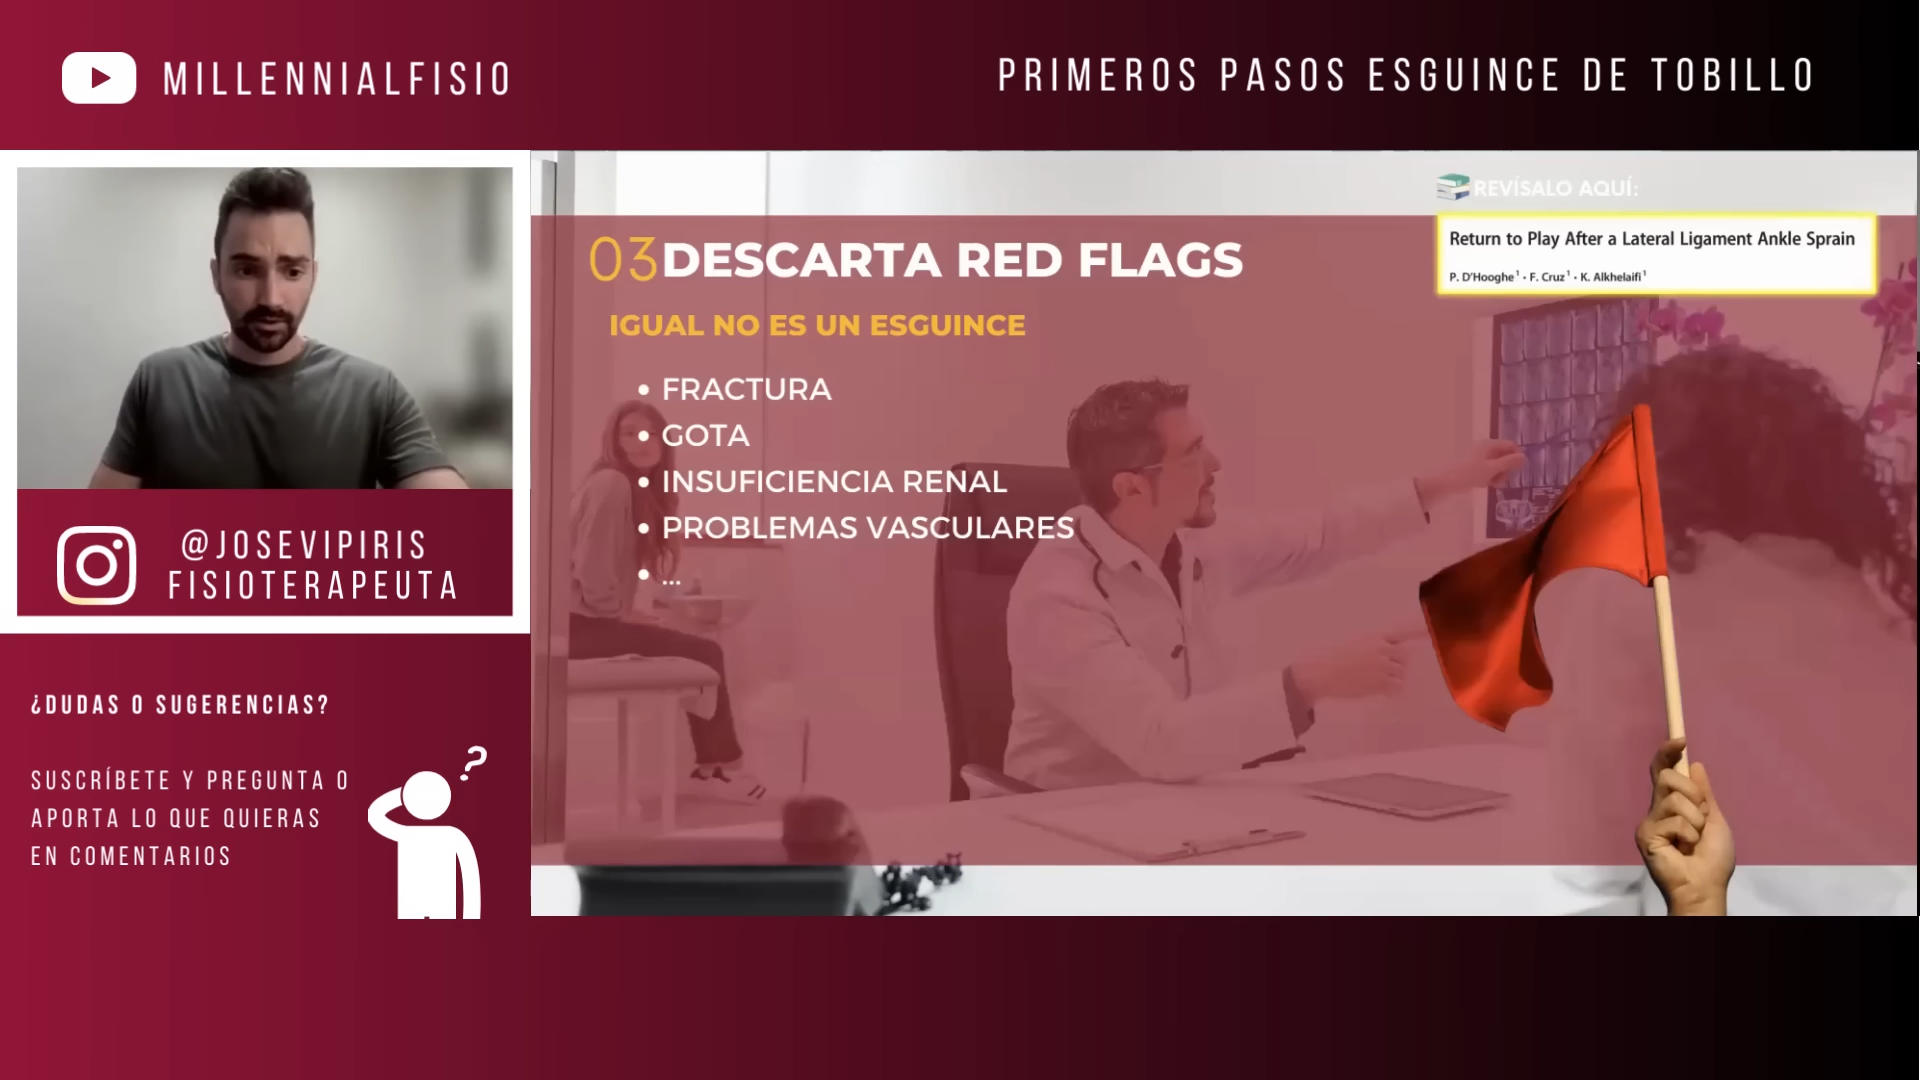 MILLENNIALFISIO
PRIMEROS PASOS ESGUINCE DE TOBILLO
REVÍSALO AQUÍ:
Return to Play After a Lateral Ligament Ankle Sprain
P. D'Hooghe¹ · F. Cruz¹ · K. Alkhelaifi¹
03 DESCARTA RED FLAGS
IGUAL NO ES UN ESGUINCE
• FRACTURA
• GOTA
• INSUFICIENCIA RENAL
• PROBLEMAS VASCULARES
• ...
@JOSEVIPIRIS
FISIOTERAPEUTA
¿DUDAS O SUGERENCIAS?
SUSCRÍBETE Y PREGUNTA O
APORTA LO QUE QUIERAS
EN COMENTARIOS
?